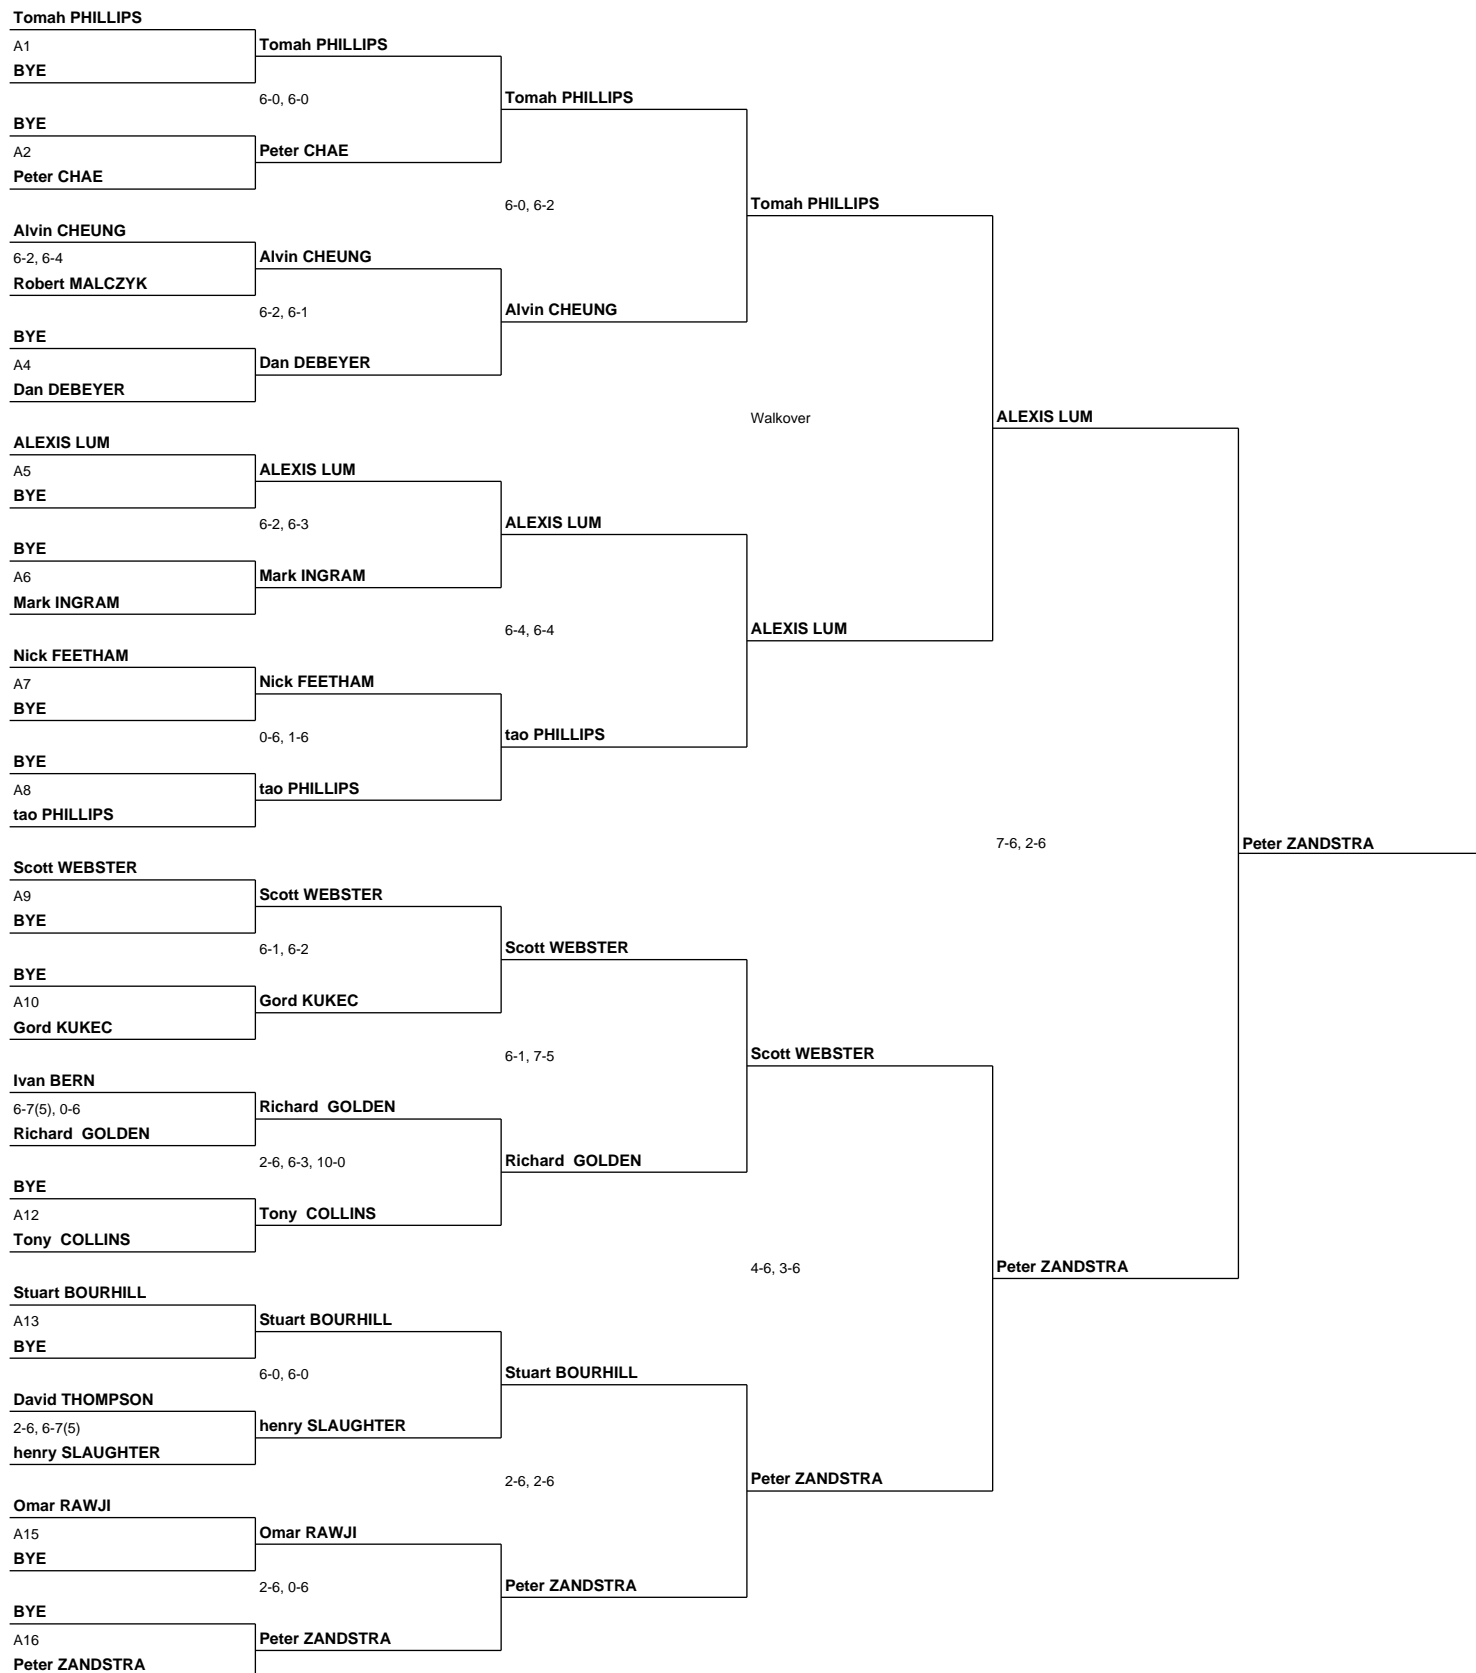 Tomah PHILLIPS
A1
BYE
BYE
A2
Peter CHAE
Alvin CHEUNG
6-2, 6-4
Robert MALCZYK
BYE
A4
Dan DEBEYER
ALEXIS LUM
A5
BYE
BYE
A6
Mark INGRAM
Nick FEETHAM
A7
BYE
BYE
A8
tao PHILLIPS
Scott WEBSTER
A9
BYE
BYE
A10
Gord KUKEC
Ivan BERN
6-7(5), 0-6
Richard  GOLDEN
BYE
A12
Tony  COLLINS
Stuart BOURHILL
A13
BYE
David THOMPSON
2-6, 6-7(5)
henry SLAUGHTER
Omar RAWJI
A15
BYE
BYE
A16
Peter ZANDSTRA
Tomah PHILLIPS
6-0, 6-0
Peter CHAE
Alvin CHEUNG
6-2, 6-1
Dan DEBEYER
ALEXIS LUM
6-2, 6-3
Mark INGRAM
Nick FEETHAM
0-6, 1-6
tao PHILLIPS
Scott WEBSTER
6-1, 6-2
Gord KUKEC
Richard  GOLDEN
2-6, 6-3, 10-0
Tony  COLLINS
Stuart BOURHILL
6-0, 6-0
henry SLAUGHTER
Omar RAWJI
2-6, 0-6
Peter ZANDSTRA
Tomah PHILLIPS
6-0, 6-2
Alvin CHEUNG
ALEXIS LUM
6-4, 6-4
tao PHILLIPS
Scott WEBSTER
6-1, 7-5
Richard  GOLDEN
Stuart BOURHILL
2-6, 2-6
Peter ZANDSTRA
Tomah PHILLIPS
Walkover
ALEXIS LUM
Scott WEBSTER
4-6, 3-6
Peter ZANDSTRA
ALEXIS LUM
7-6, 2-6
Peter ZANDSTRA
Peter ZANDSTRA